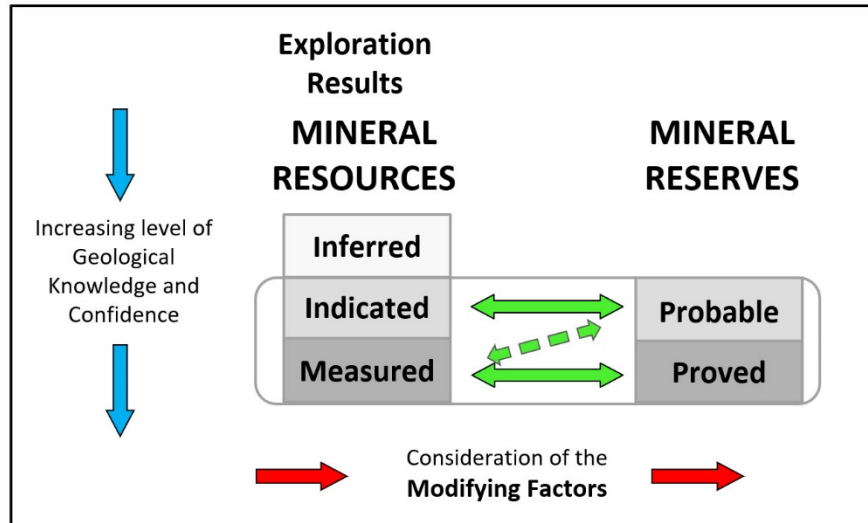 Exploration
Results
MINERAL
RESOURCES
MINERAL
RESERVES
Increasing level of
Geological
Knowledge and
Confidence
Inferred
Indicated
Probable
Measured
Proved
Consideration of the
Modifying Factors